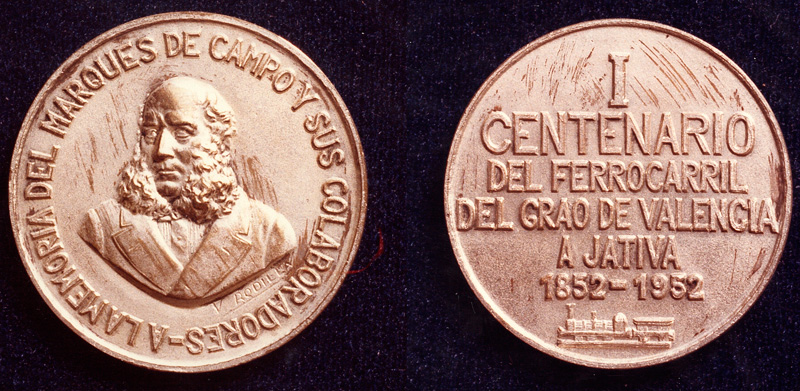 A LA MEMORIA DEL MARQUES DE CAMPO Y SUS COLABORADORES-
I
CENTENARIO
DEL FERROCARRIL
DEL GRAO DE VALENCIA
A JATIVA
1852-1952